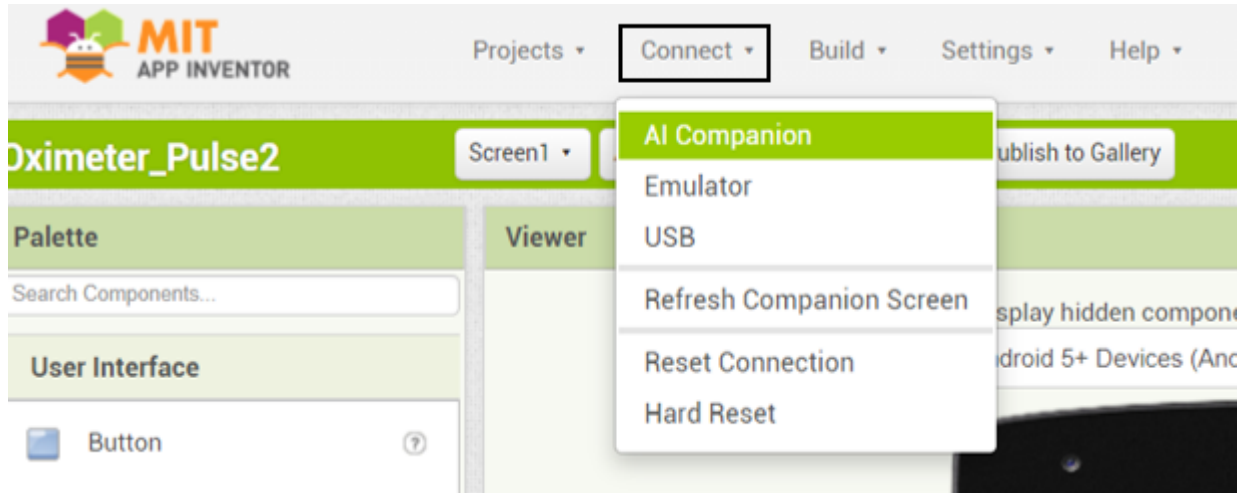 MIT
APP INVENTOR
Projects
Connect
Build
Settings
Help
Oximeter_Pulse2
Screen1
ublish to Gallery
AI Companion
Emulator
USB
Refresh Companion Screen
Reset Connection
Hard Reset
Palette
Viewer
Search Components...
splay hidden compone
User Interface
droid 5+ Devices (And
Button
?